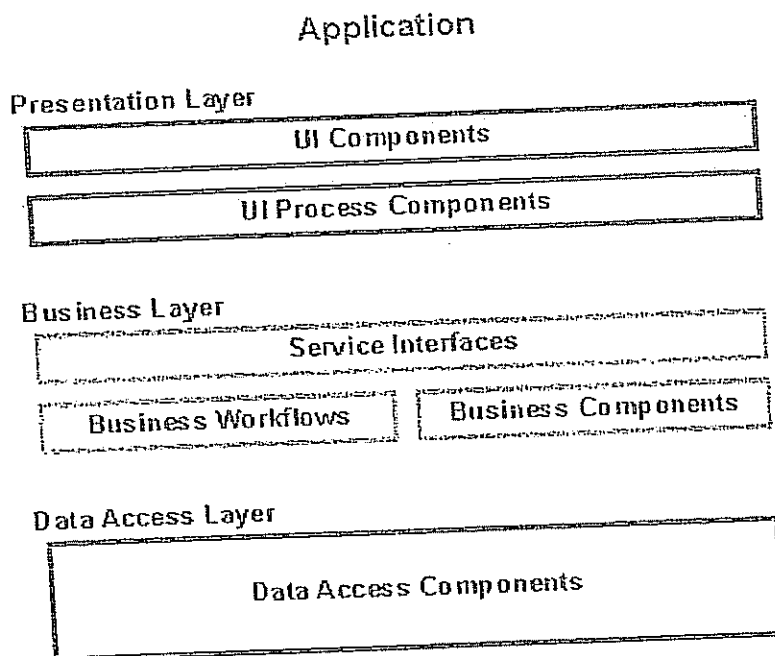 Application
Presentation Layer
UI Components
UI Process Components
Business Layer
Service Interfaces
Business Workflows
Business Components
Data Access Layer
Data Access Components